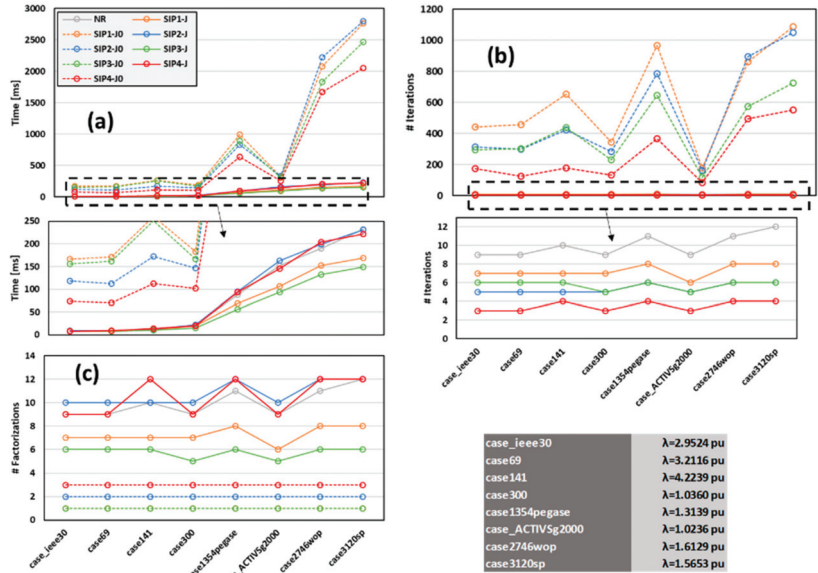 NR
SIP1-J
SIP1-J0
SIP2-J
SIP2-J0
SIP3-J
SIP3-J0
SIP4-J
SIP4-J0
Time [ms]
3000
2500
2000
1500
1000
500
0
(a)
Time [ms]
250
200
150
100
50
0
# Iterations
1200
1000
800
600
400
200
0
(b)
# Iterations
12
10
8
6
4
2
0
case_ieee30
case69
case141
case300
case1354pegase
case_ACTIVSg2000
case2746wop
case3120sp
# Factorizations
14
12
10
8
6
4
2
0
(c)
case_ieee30
case69
case141
case300
case1354pegase
case_ACTIVSg2000
case2746wop
case3120sp
case_ieee30 λ=2.9524 pu
case69 λ=3.2116 pu
case141 λ=4.2239 pu
case300 λ=1.0360 pu
case1354pegase λ=1.3139 pu
case_ACTIVSg2000 λ=1.0236 pu
case2746wop λ=1.6129 pu
case3120sp λ=1.5653 pu